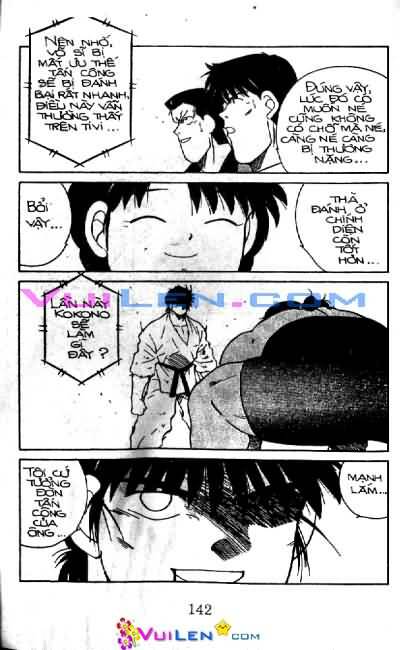 NÊN NHỚ,
VÕ SĨ BỊ
MẤT ƯU THẾ
TẤN CÔNG
SẼ BỊ ĐÁNH
BẠI RẤT NHANH,
ĐIỀU NÀY VẪN
THƯỜNG THẤY
TRÊN TIVI...
ĐÚNG VẬY,
LÚC ĐÓ CÓ
MUỐN NÉ
CŨNG KHÔNG
CÓ CHỖ MÀ NÉ,
CÀNG NÉ CÀNG
BỊ THƯƠNG
NẶNG...
BỞI
VẬY...
THÀ
ĐÁNH Ở
CHÍNH
DIỆN
CÒN
TỐT
HƠN...
VUILEN.COM
LẦN NÀY
KOKONO
SẼ
LÀM
GÌ
ĐÂY?
TÔI CỨ
TƯỞNG
ĐÒN
TẤN
CÔNG
CỦA
ÔNG...
MẠNH
LẮM...
142
VUILEN.COM